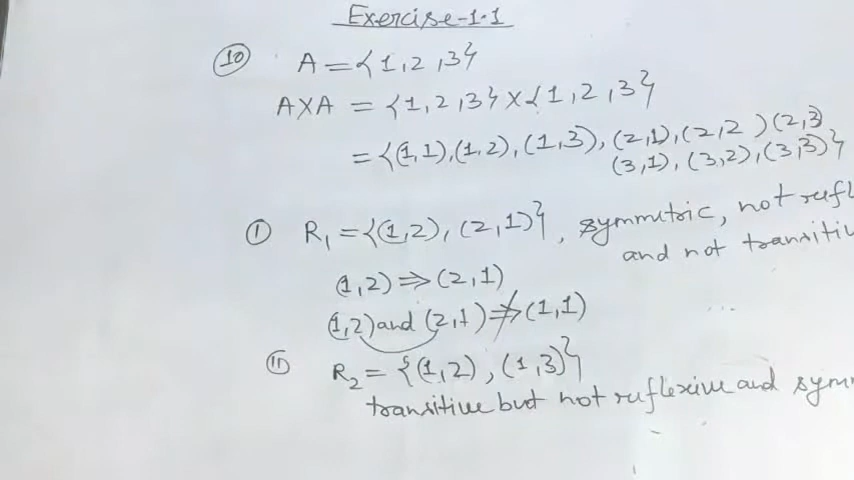 Exercise-1.1
(10) A = {1, 2, 3}
A×A = {1, 2, 3} × {1, 2, 3}
= {(1,1), (1,2), (1,3), (2,1), (2,2) (2,3)
(3,1), (3,2), (3,3)}
(i) R₁ = {(1,2), (2,1)}, symmetric, not refl
and not transitiv
(1,2) ⇒ (2,1)
(1,2) and (2,1) ⇏ (1,1)
(ii) R₂ = {(1,2), (1,3)}
transitive but not reflexive and symm